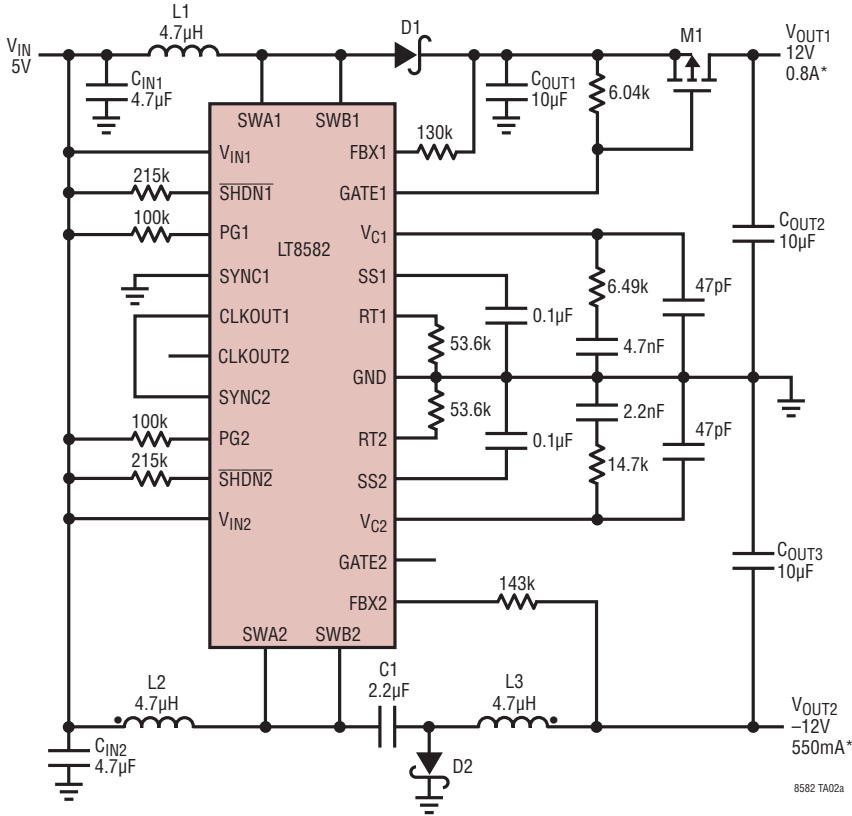 L1
4.7µH
D1
M1
VIN
5V
VOUT1
12V
0.8A*
CIN1
4.7µF
COUT1
10µF
6.04k
SWA1 SWB1
130k
VIN1
FBX1
215k
SHDN1
GATE1
100k
PG1
VC1
LT8582
COUT2
10µF
SYNC1
SS1
6.49k
47pF
CLKOUT1
RT1
0.1µF
53.6k
4.7nF
CLKOUT2
GND
SYNC2
53.6k
2.2nF
100k
PG2
RT2
0.1µF
47pF
14.7k
215k
SHDN2
SS2
VIN2
VC2
COUT3
10µF
GATE2
143k
FBX2
SWA2 SWB2
L2
4.7µH
C1
2.2µF
L3
4.7µH
VOUT2
–12V
550mA*
CIN2
4.7µF
D2
8582 TA02a